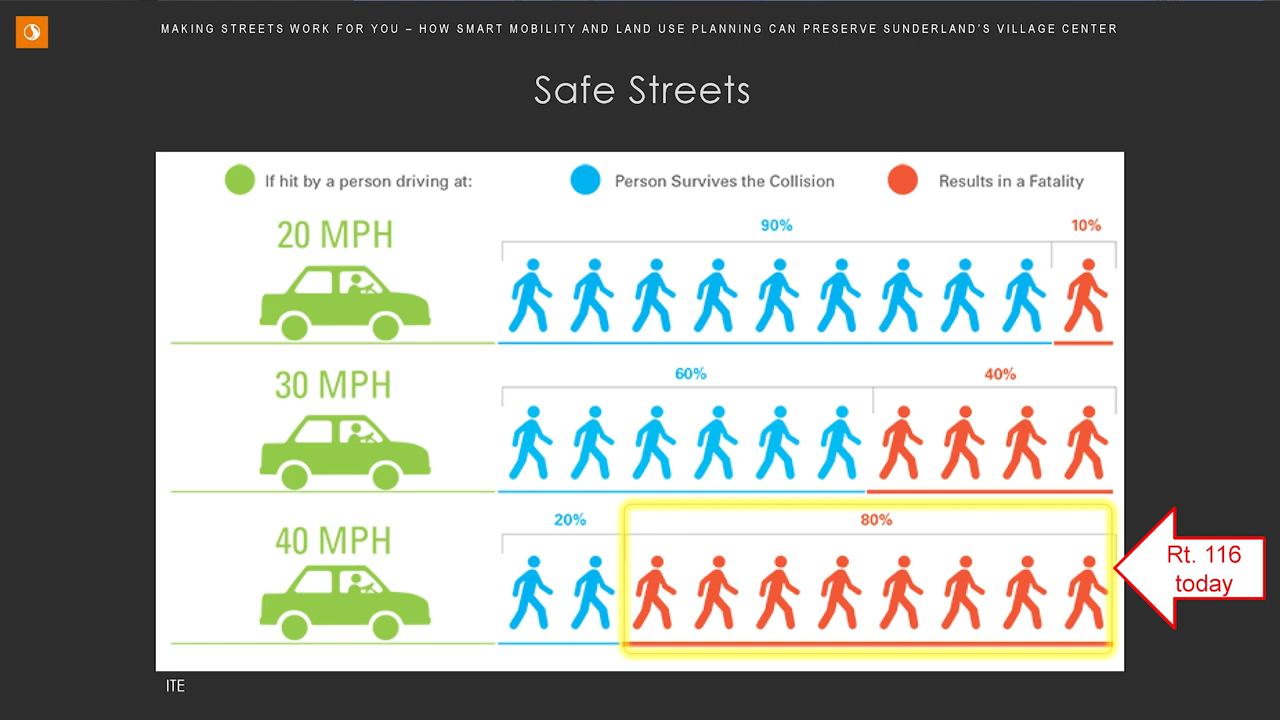 MAKING STREETS WORK FOR YOU – HOW SMART MOBILITY AND LAND USE PLANNING CAN PRESERVE SUNDERLAND'S VILLAGE CENTER
Safe Streets
If hit by a person driving at:
Person Survives the Collision
Results in a Fatality
20 MPH
90%
10%
30 MPH
60%
40%
40 MPH
20%
80%
Rt. 116
today
ITE